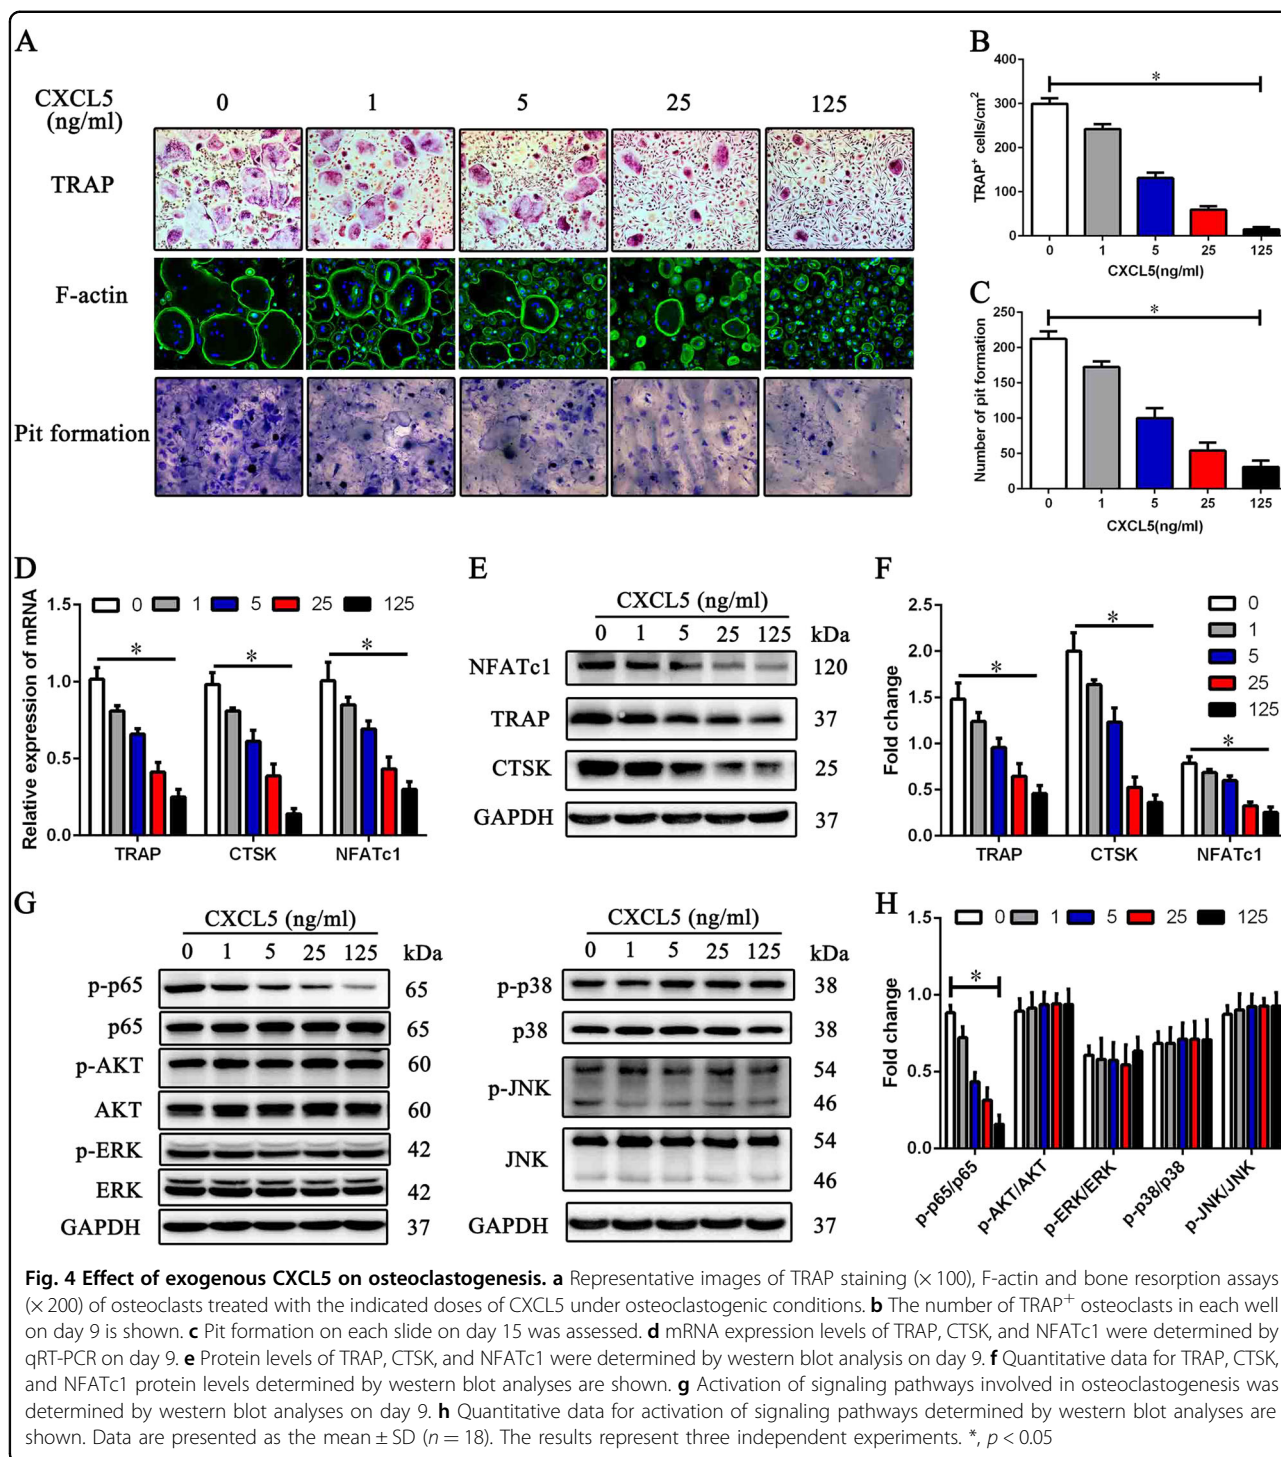 A
CXCL5
(ng/ml)
0 1 5 25 125
TRAP
F-actin
Pit formation
B
TRAP+ cells/cm2
400
300
200
100
0
*
0 1 5 25 125
CXCL5(ng/ml)
C
Number of pit formation
250
200
150
100
50
0
*
0 1 5 25 125
CXCL5(ng/ml)
D
Relative expression of mRNA
0 1 5 25 125
1.5
1.0
0.5
0.0
* * *
TRAP CTSK NFATc1
E
CXCL5 (ng/ml)
0 1 5 25 125 kDa
NFATc1 120
TRAP 37
CTSK 25
GAPDH 37
F
Fold change
2.5
2.0
1.5
1.0
0.5
0.0
* * *
0
1
5
25
125
TRAP CTSK NFATc1
G
CXCL5 (ng/ml)
0 1 5 25 125 kDa
p-p65 65
p65 65
p-AKT 60
AKT 60
p-ERK 42
ERK 42
GAPDH 37
CXCL5 (ng/ml)
0 1 5 25 125 kDa
p-p38 38
p38 38
p-JNK 54
46
JNK 54
46
GAPDH 37
H
Fold change
0 1 5 25 125
1.5
1.0
0.5
0.0
*
p-p65/p65 p-AKT/AKT p-ERK/ERK p-p38/p38 p-JNK/JNK
Fig. 4 Effect of exogenous CXCL5 on osteoclastogenesis. a Representative images of TRAP staining (× 100), F-actin and bone resorption assays
(× 200) of osteoclasts treated with the indicated doses of CXCL5 under osteoclastogenic conditions. b The number of TRAP+ osteoclasts in each well
on day 9 is shown. c Pit formation on each slide on day 15 was assessed. d mRNA expression levels of TRAP, CTSK, and NFATc1 were determined by
qRT-PCR on day 9. e Protein levels of TRAP, CTSK, and NFATc1 were determined by western blot analysis on day 9. f Quantitative data for TRAP, CTSK,
and NFATc1 protein levels determined by western blot analyses are shown. g Activation of signaling pathways involved in osteoclastogenesis was
determined by western blot analyses on day 9. h Quantitative data for activation of signaling pathways determined by western blot analyses are
shown. Data are presented as the mean ± SD (n = 18). The results represent three independent experiments. *, p < 0.05